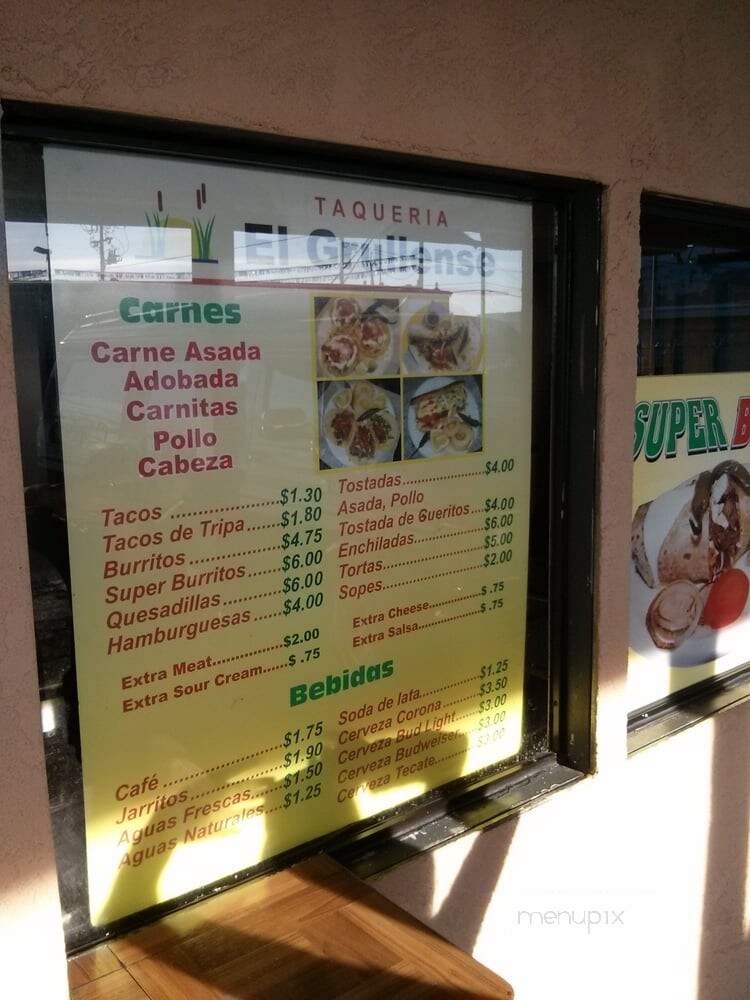 TAQUERIA
El Grullense
Carnes
Carne Asada
Adobada
Carnitas
Pollo
Cabeza
Tacos ....................$1.30
Tacos de Tripa......$1.80
Burritos ................$4.75
Super Burritos......$6.00
Quesadillas...........$6.00
Hamburguesas ......$4.00
Extra Meat................$2.00
Extra Sour Cream......$ .75
Tostadas..................$4.00
Asada, Pollo
Tostada de Cueritos....$4.00
Enchiladas...............$6.00
Tortas......................$5.00
Sopes......................$2.00
Extra Cheese.............$ .75
Extra Salsa................$ .75
Bebidas
Café ......................$1.75
Jarritos..................$1.90
Aguas Frescas.......$1.50
Aguas Naturales....$1.25
Soda de lata.............$1.25
Cerveza Corona........$3.50
Cerveza Bud Light......$3.00
Cerveza Budweiser....$3.00
Cerveza Tecate.........$3.00
SUPER B
menupix